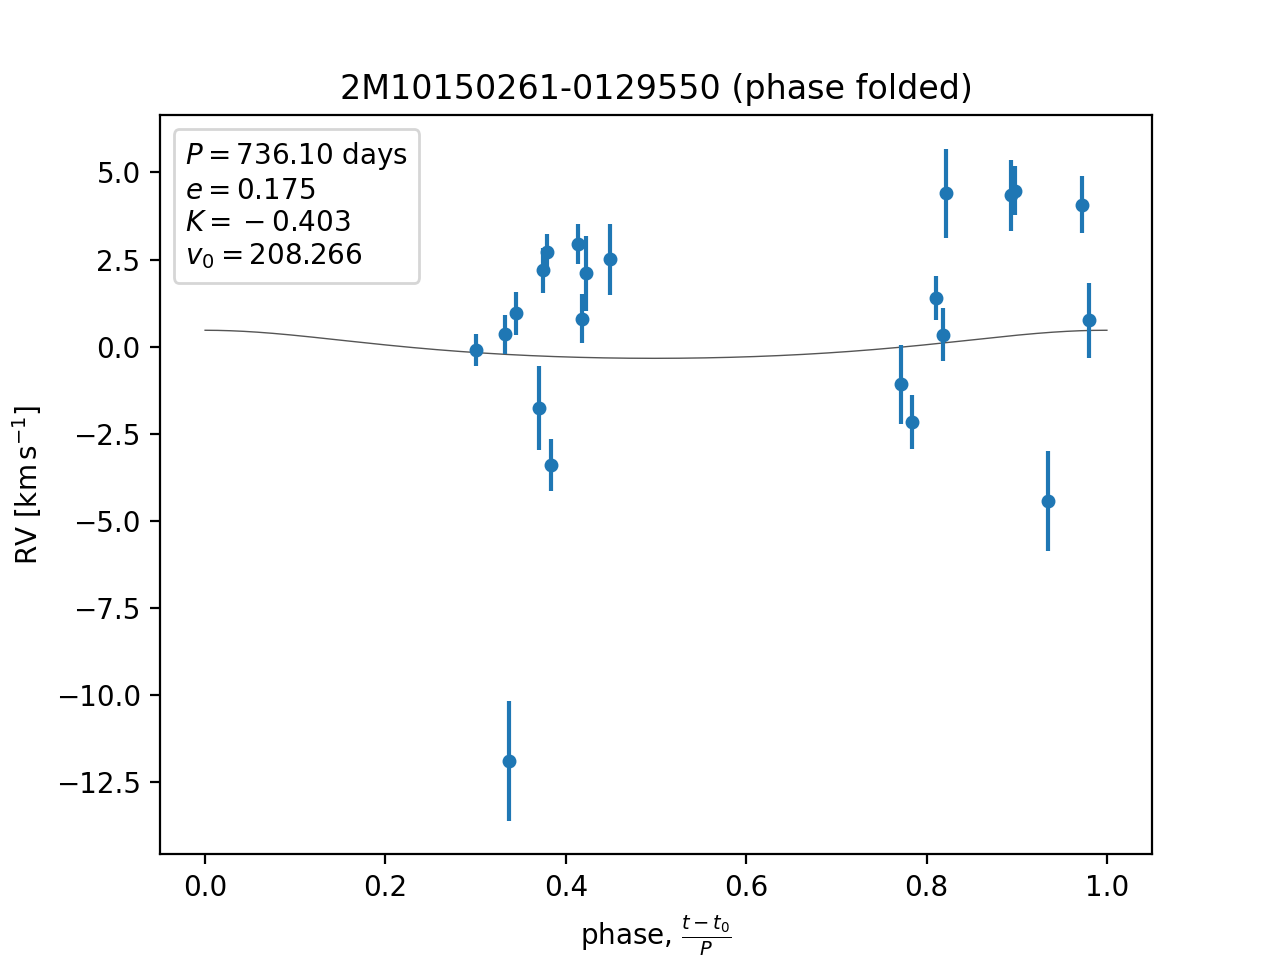 2M10150261-0129550 (phase folded)
P = 736.10 days
e = 0.175
K = −0.403
v₀ = 208.266
5.0
2.5
0.0
−2.5
−5.0
−7.5
−10.0
−12.5
RV [km s⁻¹]
0.0 0.2 0.4 0.6 0.8 1.0
phase, (t − t₀)/P